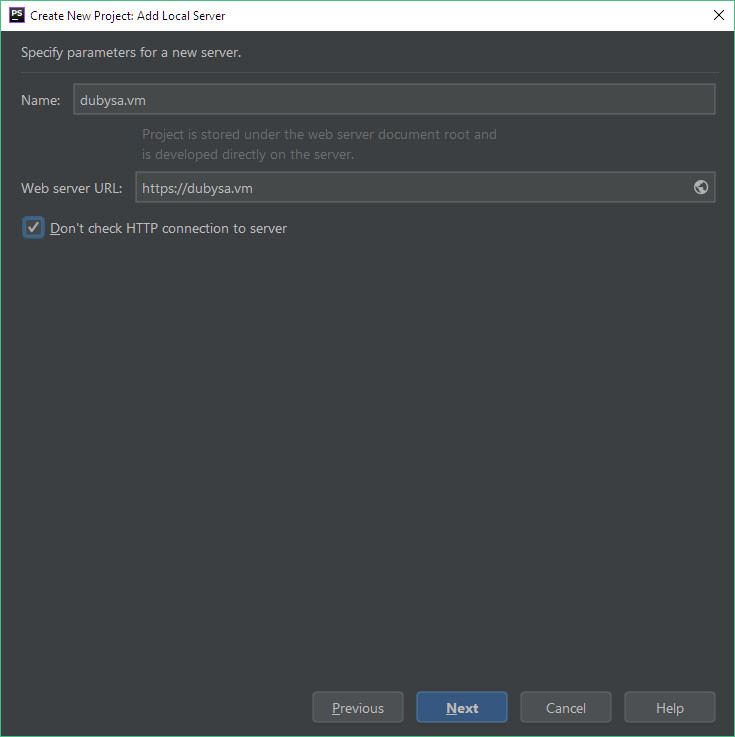 PS Create New Project: Add Local Server
Specify parameters for a new server.
Name: dubysa.vm
Project is stored under the web server document root and
is developed directly on the server.
Web server URL: https://dubysa.vm
Don't check HTTP connection to server
Previous Next Cancel Help